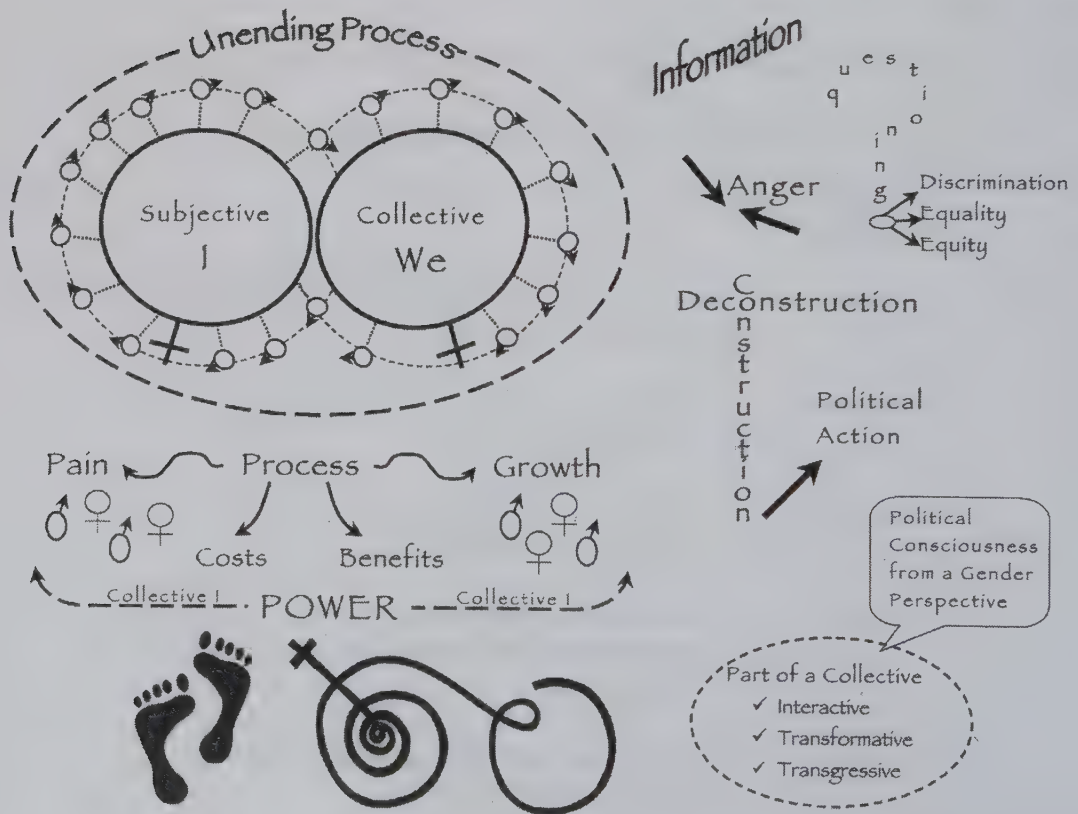 Unending Process
Subjective
I
Collective
We
Information
questioning
Discrimination
Equality
Equity
Anger
Deconstruction
Construction
Political
Action
Pain
Process
Growth
Costs
Benefits
Collective I
POWER
Collective I
Political
Consciousness
from a Gender
Perspective
Part of a Collective
✓ Interactive
✓ Transformative
✓ Transgressive